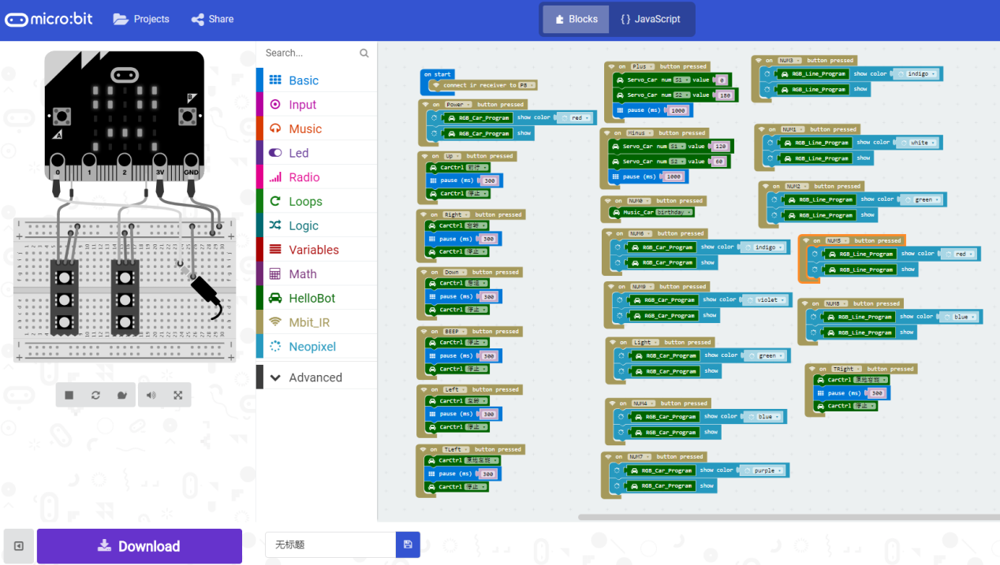 micro:bit
Projects
Share
Blocks
{ } JavaScript
Search...
Basic
Input
Music
Led
Radio
Loops
Logic
Variables
Math
HelloBot
Mbit_IR
Neopixel
Advanced
A
B
0 1 2 3V GND
on start
connect ir receiver to P8
on Power button pressed
RGB_Car_Program show color red
RGB_Car_Program show
on Up button pressed
CarCtrl 前行
pause (ms) 300
CarCtrl 停止
on Right button pressed
CarCtrl 右转
pause (ms) 300
CarCtrl 停止
on Down button pressed
CarCtrl 后退
pause (ms) 300
CarCtrl 停止
on BEEP button pressed
CarCtrl 停止
pause (ms) 300
CarCtrl 停止
on Left button pressed
CarCtrl 左转
pause (ms) 300
CarCtrl 停止
on TLeft button pressed
CarCtrl 原地左旋
pause (ms) 300
CarCtrl 停止
on Plus button pressed
Servo_Car num S1 value 0
Servo_Car num S2 value 180
pause (ms) 1000
on Minus button pressed
Servo_Car num S1 value 120
Servo_Car num S2 value 60
pause (ms) 1000
on NUM0 button pressed
Music_Car birthday
on NUM6 button pressed
RGB_Car_Program show color indigo
RGB_Car_Program show
on NUM9 button pressed
RGB_Car_Program show color violet
RGB_Car_Program show
on Light button pressed
RGB_Car_Program show color green
RGB_Car_Program show
on NUM4 button pressed
RGB_Car_Program show color blue
RGB_Car_Program show
on NUM7 button pressed
RGB_Car_Program show color purple
RGB_Car_Program show
on NUM3 button pressed
RGB_Line_Program show color indigo
RGB_Line_Program show
on NUM1 button pressed
RGB_Line_Program show color white
RGB_Line_Program show
on NUM2 button pressed
RGB_Line_Program show color green
RGB_Line_Program show
on NUM5 button pressed
RGB_Line_Program show color red
RGB_Line_Program show
on NUM8 button pressed
RGB_Line_Program show color blue
RGB_Line_Program show
on TRight button pressed
CarCtrl 原地右旋
pause (ms) 300
CarCtrl 停止
Download
无标题